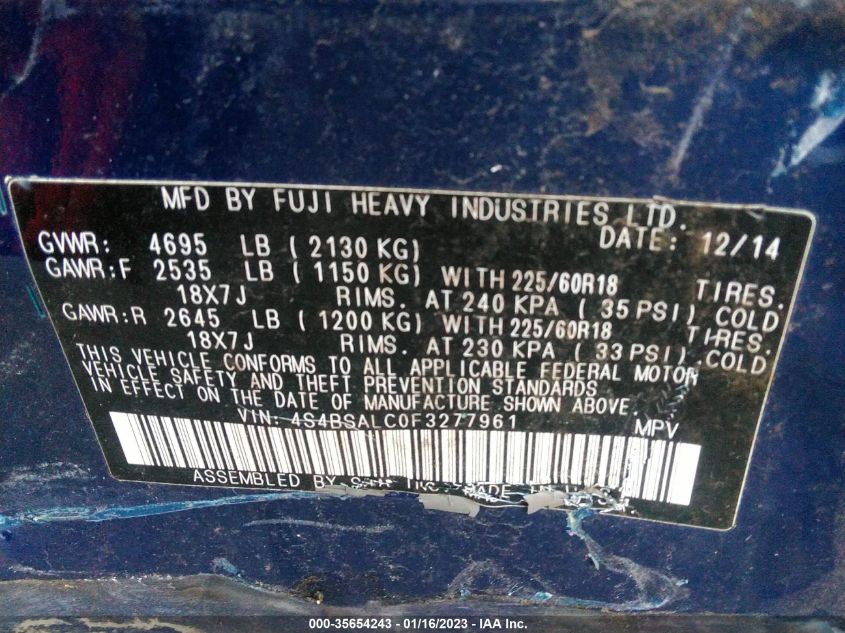 MFD BY FUJI HEAVY INDUSTRIES LTD.
GVWR: 4695 LB ( 2130 KG) DATE: 12/14
GAWR:F 2535 LB ( 1150 KG) WITH 225/60R18 TIRES.
18X7J RIMS. AT 240 KPA ( 35 PSI) COLD
GAWR:R 2645 LB ( 1200 KG) WITH 225/60R18 TIRES.
18X7J RIMS. AT 230 KPA ( 33 PSI) COLD
THIS VEHICLE CONFORMS TO ALL APPLICABLE FEDERAL MOTOR
VEHICLE SAFETY AND THEFT PREVENTION STANDARDS
IN EFFECT ON THE DATE OF MANUFACTURE SHOWN ABOVE.
VIN: 4S4BSALC0F3277961 MPV
ASSEMBLED BY
000-35654243 - 01/16/2023 - IAA Inc.